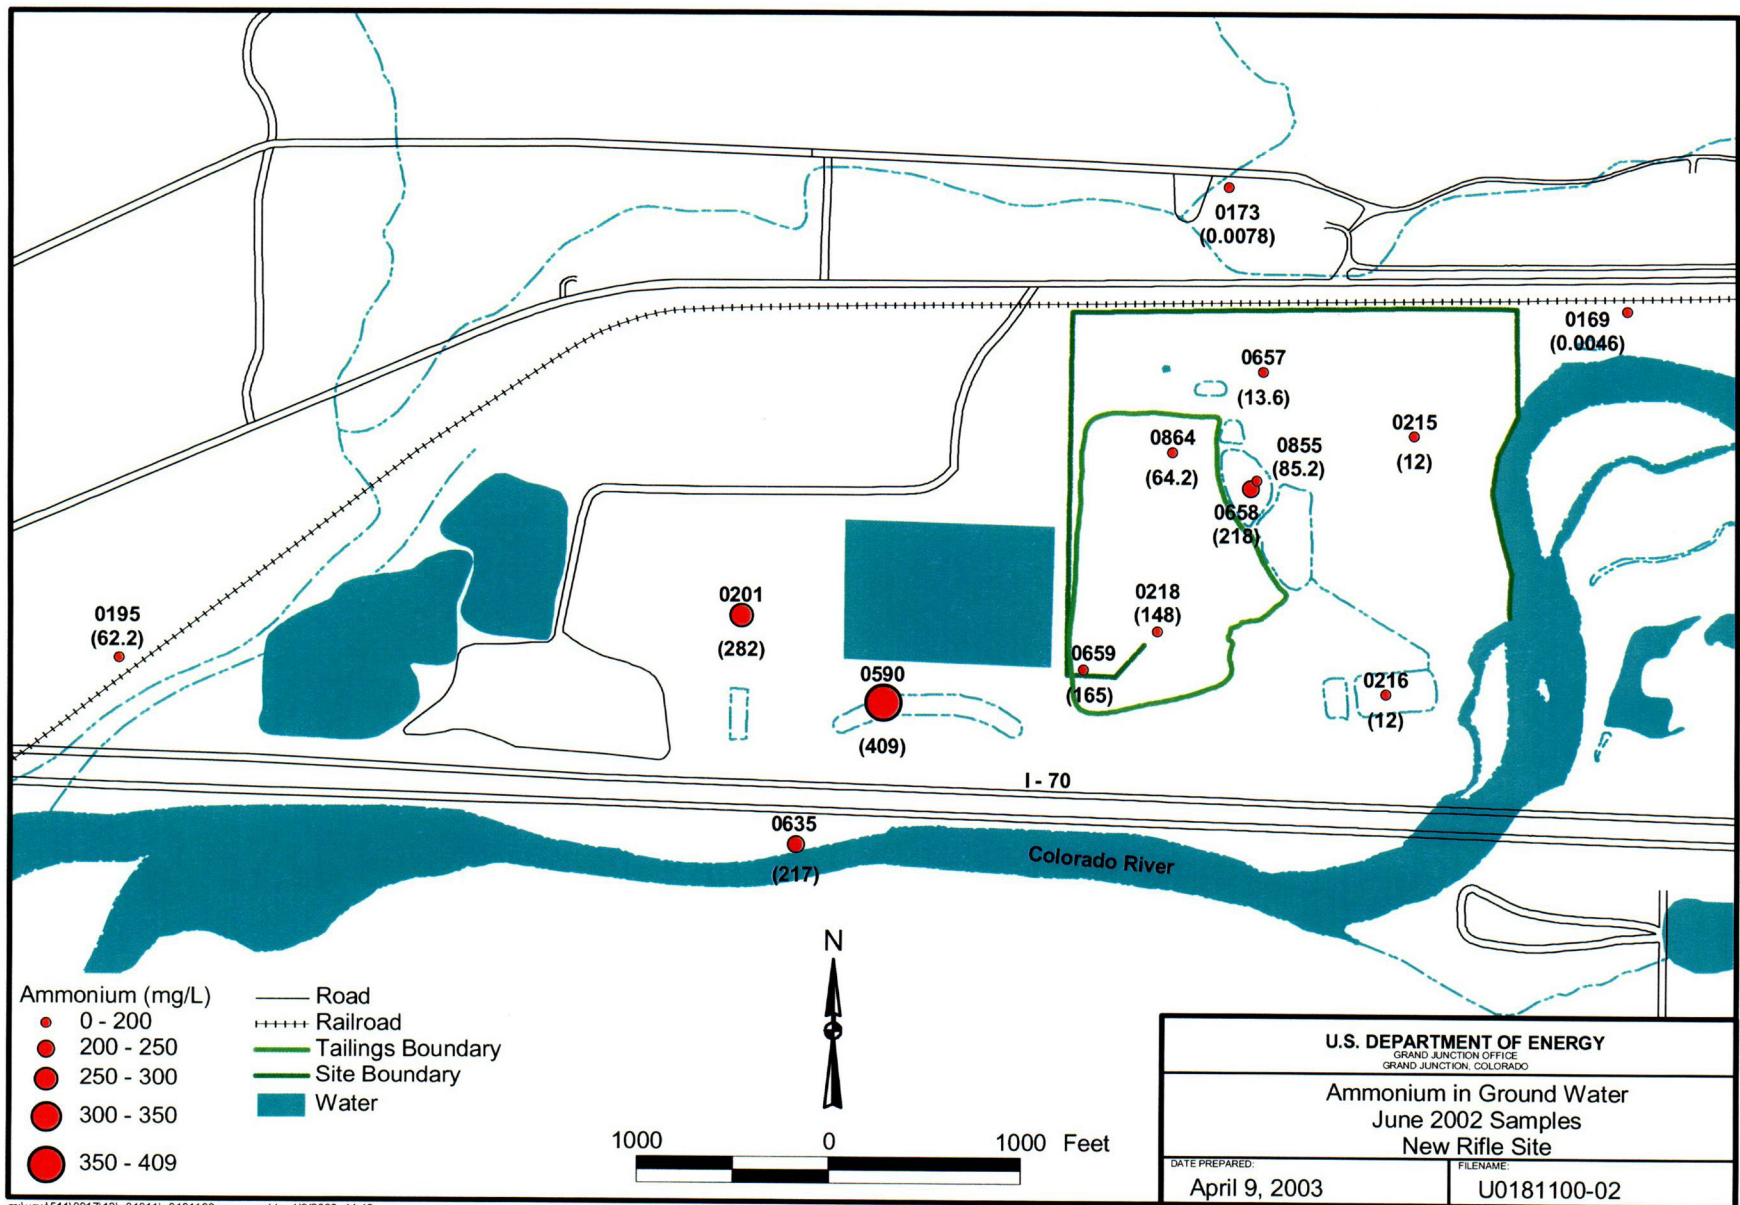 0173
(0.0078)
0169
(0.0046)
0657
(13.6)
0215
(12)
0864
(64.2)
0855
(85.2)
0658
(218)
0195
(62.2)
0201
(282)
0218
(148)
0659
(165)
0590
(409)
0216
(12)
I - 70
0635
(217)
Colorado River
N
Ammonium (mg/L)
0 - 200
200 - 250
250 - 300
300 - 350
350 - 409
Road
Railroad
Tailings Boundary
Site Boundary
Water
1000 0 1000 Feet
U.S. DEPARTMENT OF ENERGY
GRAND JUNCTION OFFICE
GRAND JUNCTION, COLORADO
Ammonium in Ground Water
June 2002 Samples
New Rifle Site
DATE PREPARED:
April 9, 2003
FILENAME:
U0181100-02